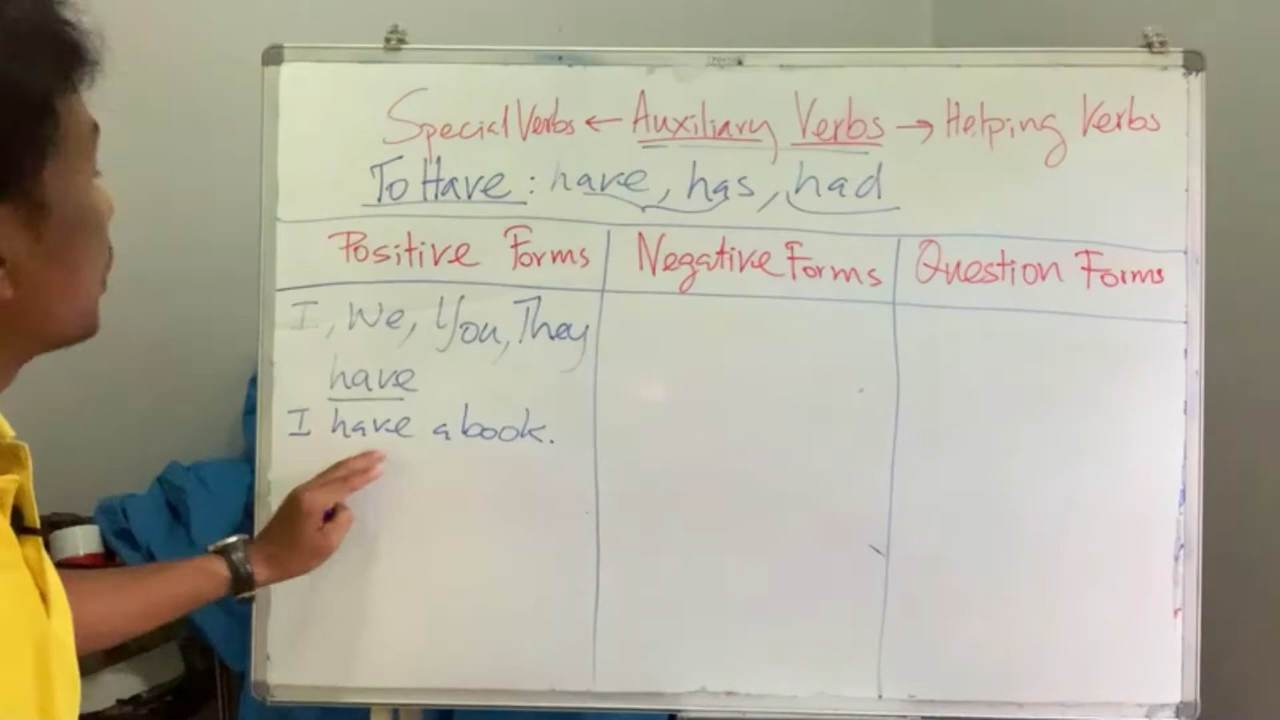 Special Verbs ← Auxiliary Verbs → Helping Verbs
To Have : have, has, had
Positive Forms
Negative Forms
Question Forms
I, We, You, They
have
I have a book.